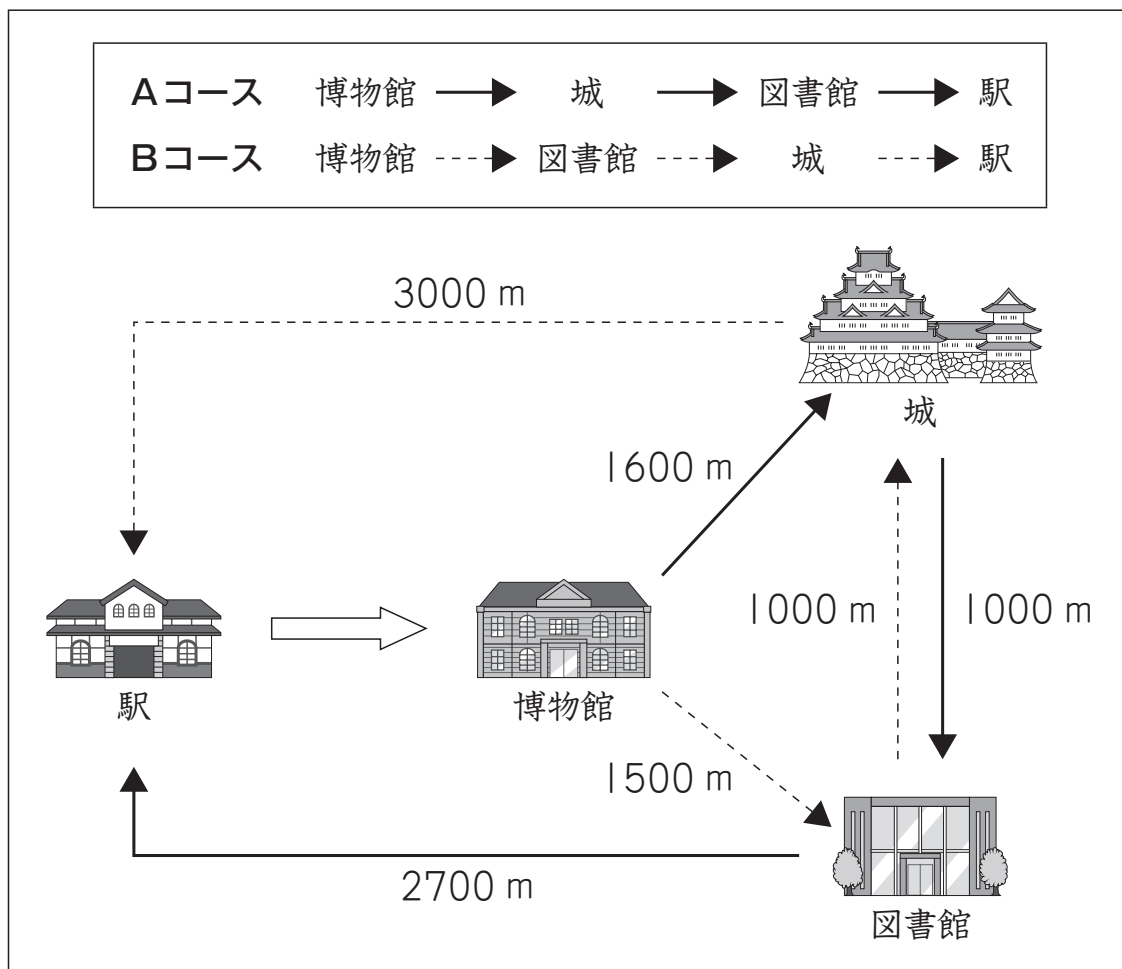 Aコース 博物館 城 図書館 駅
Bコース 博物館 図書館 城 駅
3000 m
城
1600 m
1000 m
1000 m
駅
博物館
1500 m
2700 m
図書館